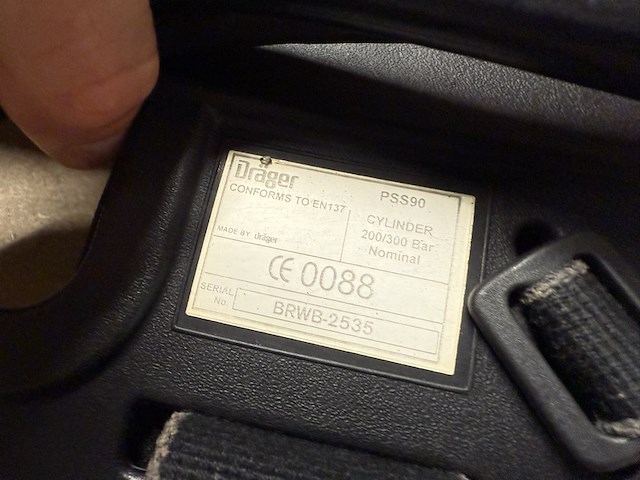 Dräger
PSS90
CONFORMS TO EN137
CYLINDER
200/300 Bar
Nominal
MADE BY dräger
CE 0088
SERIAL No. BRWB-2535